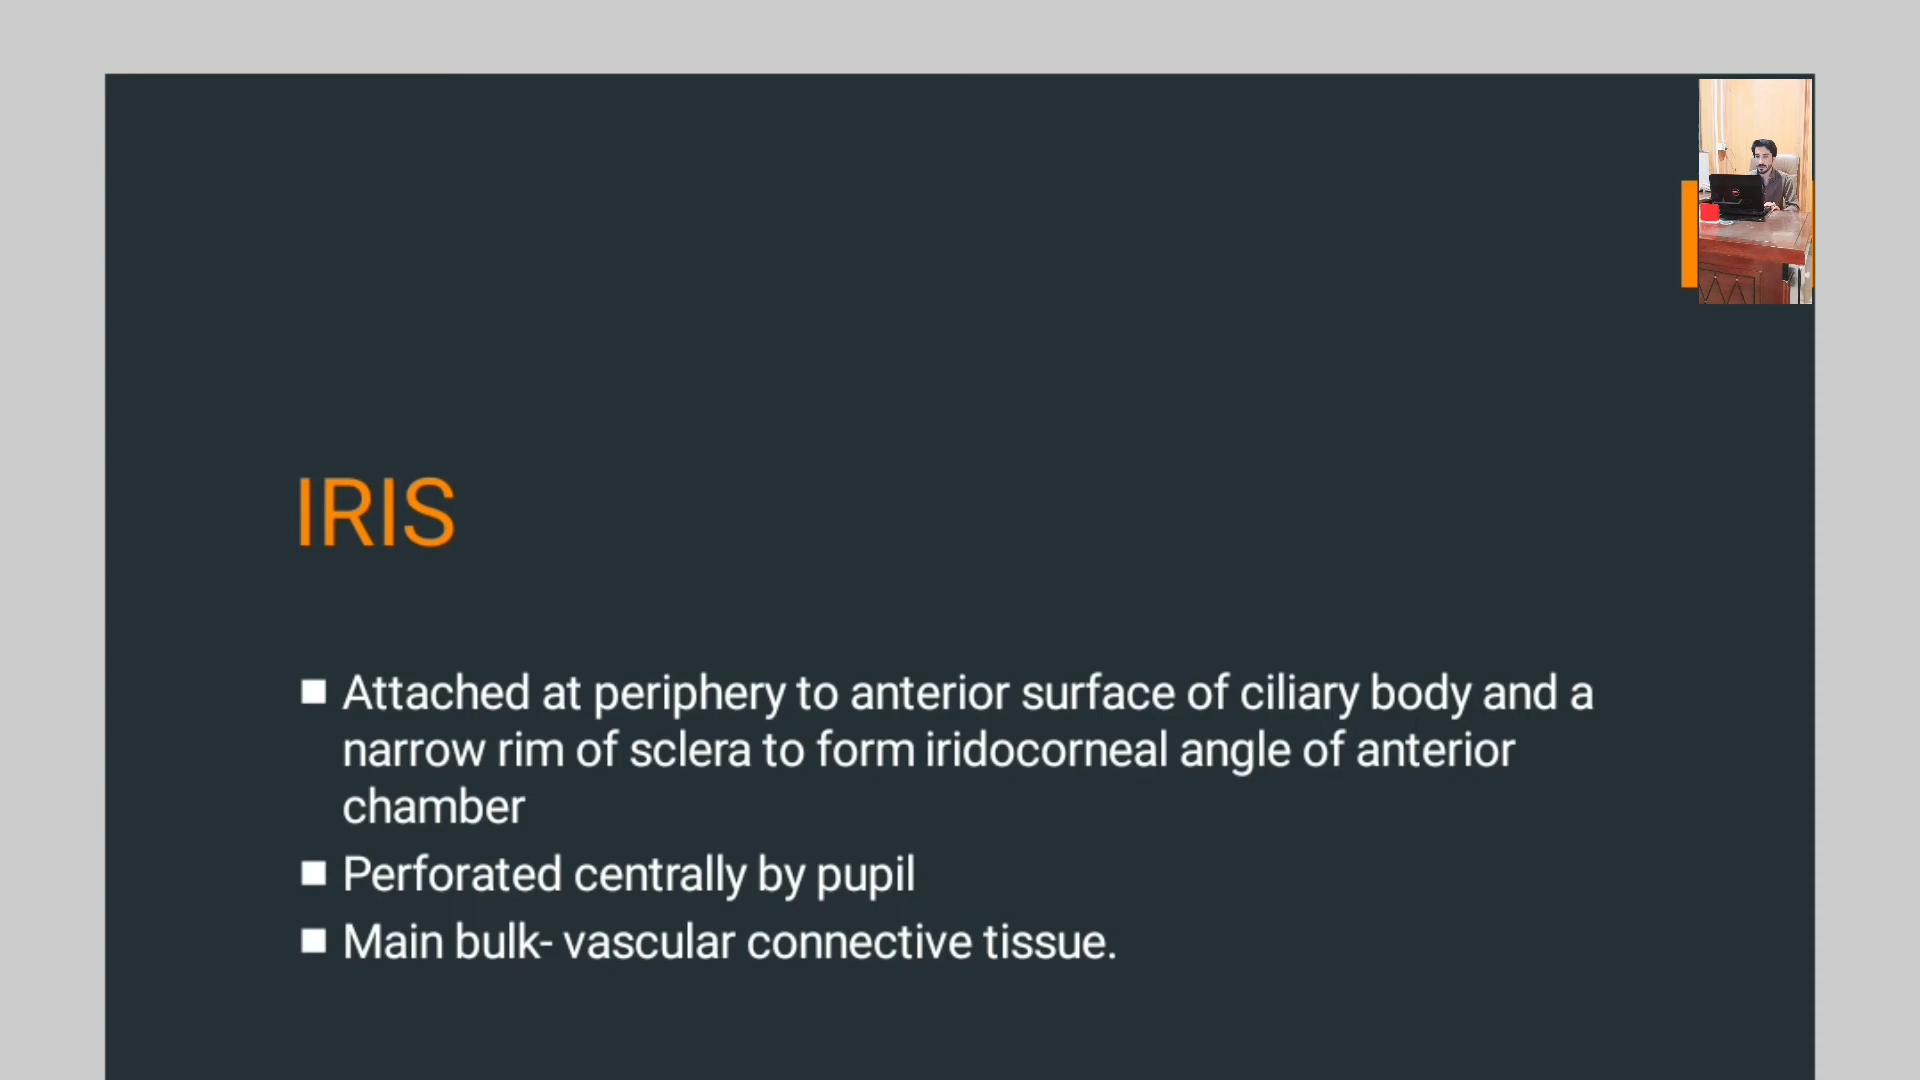 IRIS
Attached at periphery to anterior surface of ciliary body and a
narrow rim of sclera to form iridocorneal angle of anterior
chamber
Perforated centrally by pupil
Main bulk- vascular connective tissue.